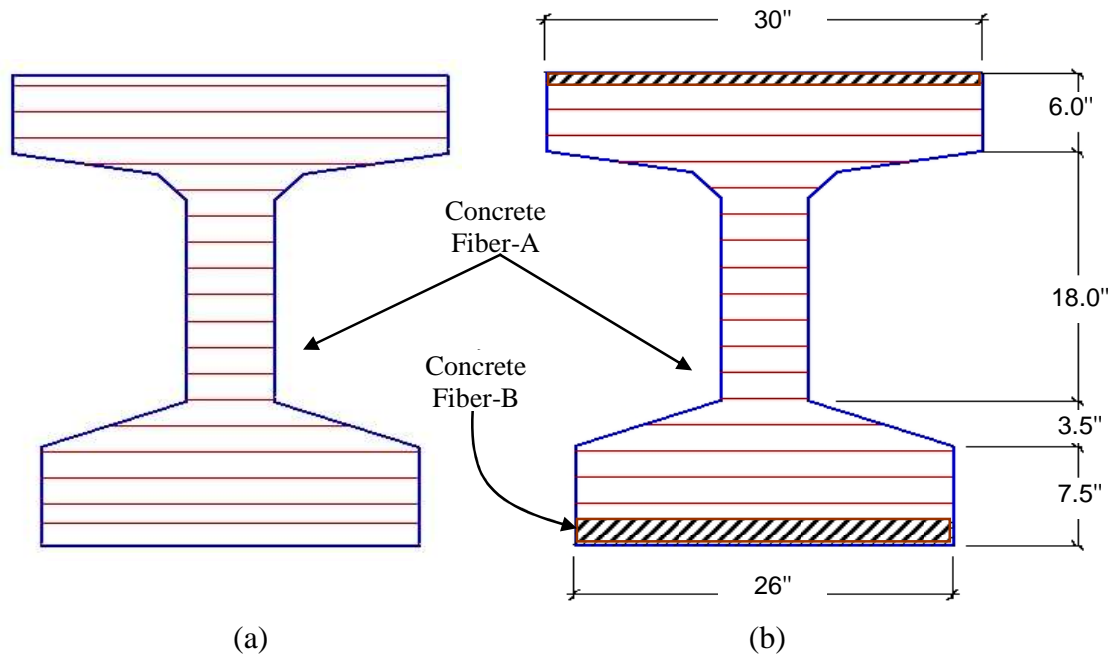 30"
6.0"
Concrete
Fiber-A
18.0"
Concrete
Fiber-B
3.5"
7.5"
26"
(a)
(b)